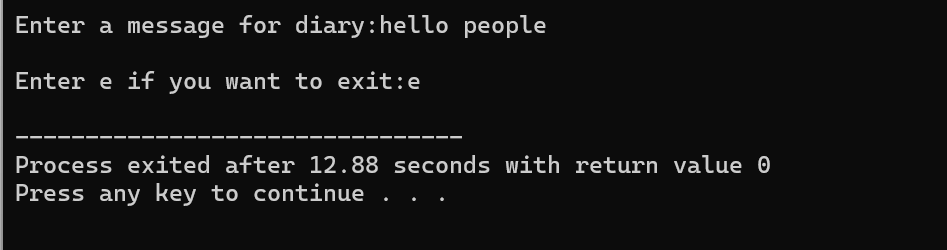 Enter a message for diary:hello people
Enter e if you want to exit:e
--------------------------------
Process exited after 12.88 seconds with return value 0
Press any key to continue . . .